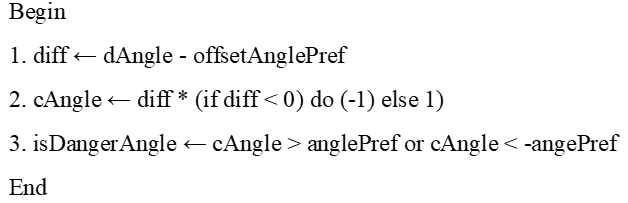 Begin
1. diff ← dAngle - offsetAnglePref
2. cAngle ← diff * (if diff < 0) do (-1) else 1)
3. isDangerAngle ← cAngle > anglePref or cAngle < -angePref
End